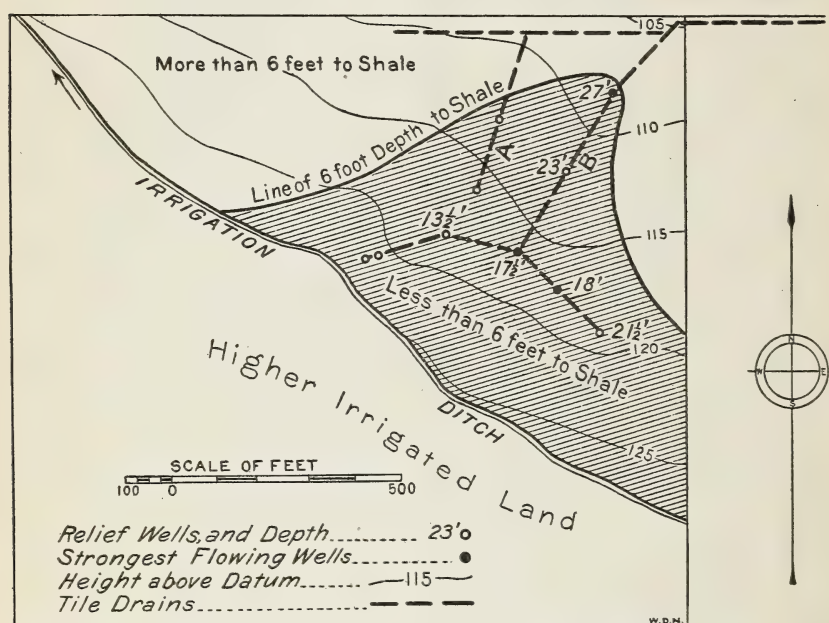 105
More than 6 feet to Shale
27'
Line of 6 foot Depth to Shale
A
B
110
23'
IRRIGATION
13½'
115
17½'
18'
Less than 6 feet to Shale
21½'
120
N
W
E
S
Higher Irrigated Land
DITCH
125
SCALE OF FEET
100 0 500
Relief Wells, and Depth 23'
Strongest Flowing Wells
Height above Datum 115
Tile Drains
W.D.N.